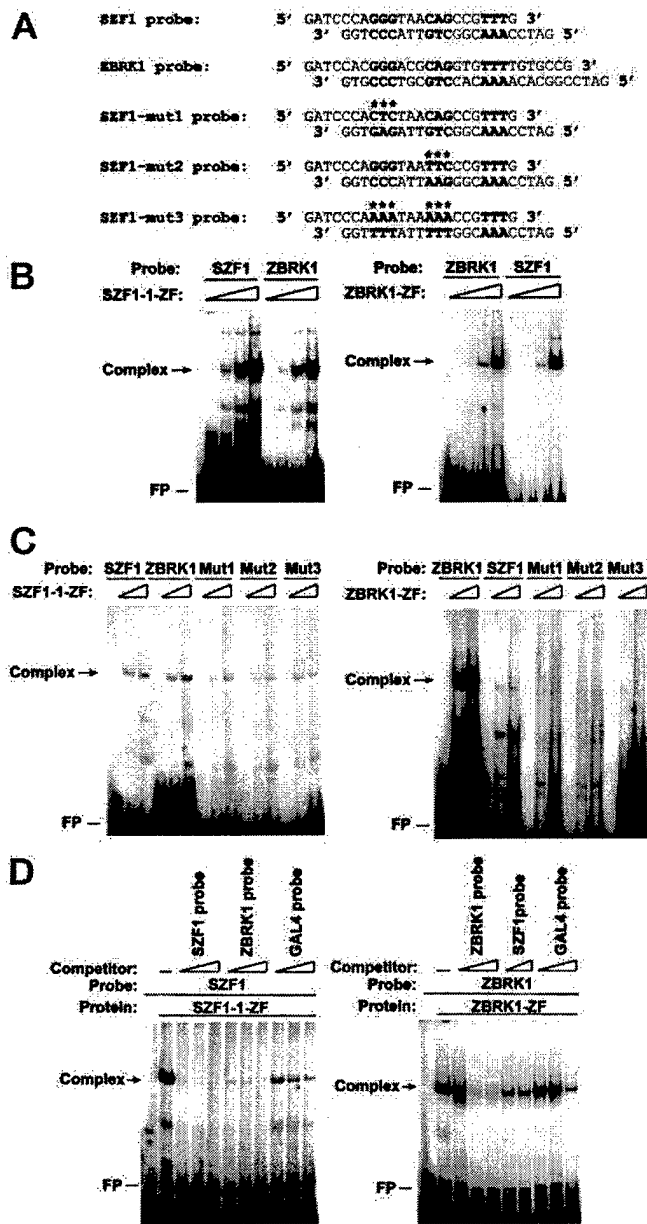 A
SZF1 probe: 5' GATCCCAGGGTAACAGCCGTTTG 3'
3' GGTCCCATTGTCGGCAAACCTAG 5'
ZBRK1 probe: 5' GATCCACGGGACGCAGGTGTTTTGTGCCG 3'
3' GTGCCCTGCGTCCACAAAACACGGCCTAG 5'
***
SZF1-mut1 probe: 5' GATCCCACTCTAACAGCCGTTTG 3'
3' GGTGAGATTGTCGGCAAACCTAG 5'
***
SZF1-mut2 probe: 5' GATCCCAGGGTAATTCCCGTTTG 3'
3' GGTCCCATTAAGGGCAAACCTAG 5'
*** ***
SZF1-mut3 probe: 5' GATCCCAAAATAAAAACCGTTTG 3'
3' GGTTTTATTTTTGGCAAACCTAG 5'
B
Probe: SZF1 ZBRK1
SZF1-1-ZF:
Complex →
FP –
Probe: ZBRK1 SZF1
ZBRK1-ZF:
Complex →
FP –
C
Probe: SZF1 ZBRK1 Mut1 Mut2 Mut3
SZF1-1-ZF:
Complex →
FP –
Probe: ZBRK1 SZF1 Mut1 Mut2 Mut3
ZBRK1-ZF:
Complex →
FP –
D
SZF1 probe
ZBRK1 probe
GAL4 probe
Competitor: –
Probe: SZF1
Protein: SZF1-1-ZF
Complex →
FP –
ZBRK1 probe
SZF1probe
GAL4 probe
Competitor: –
Probe: ZBRK1
Protein: ZBRK1-ZF
Complex →
FP –